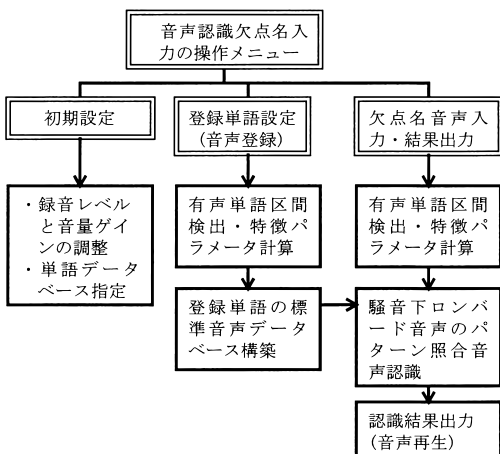 音声認識欠点名入
力の操作メニュー
初期設定
登録単語設定
(音声登録)
欠点名音声入
力・結果出力
・録音レベル
と音量ゲイ
ンの調整
・単語データ
ベース指定
有声単語区間
検出・特徴パ
ラメータ計算
有声単語区間
検出・特徴パ
ラメータ計算
登録単語の標
準音声データ
ベース構築
騒音下ロンバ
ード音声のパ
ターン照合音
声認識
認識結果出力
(音声再生)